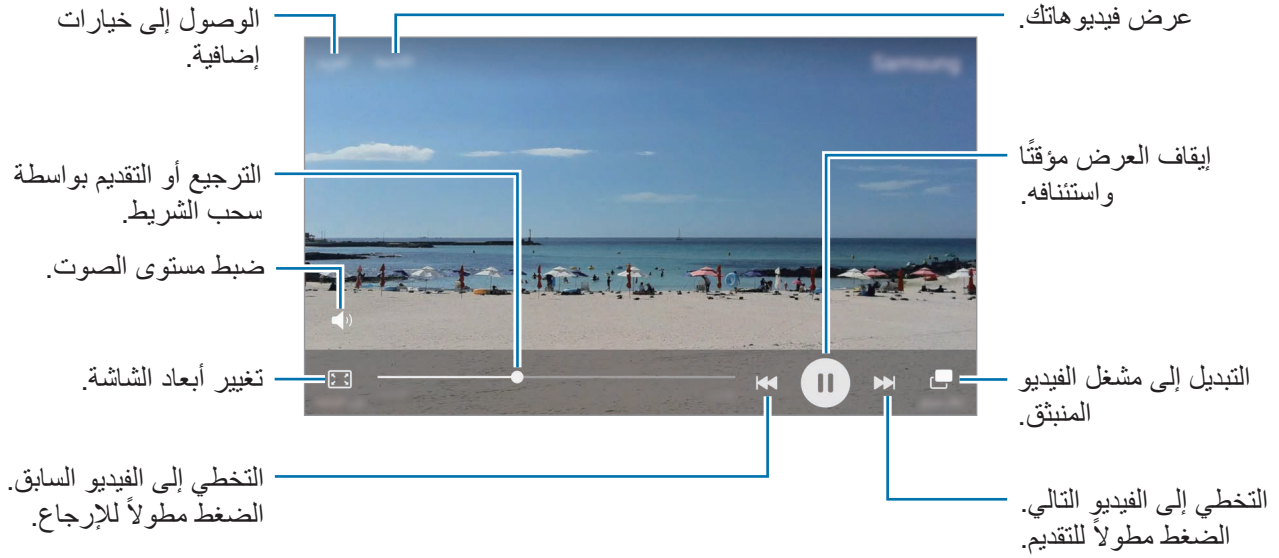 الوصول إلى خيارات
إضافية.
عرض فيديوهاتك.
إيقاف العرض مؤقتًا
واستئنافه.
الترجيع أو التقديم بواسطة
سحب الشريط.
ضبط مستوى الصوت.
تغيير أبعاد الشاشة.
التبديل إلى مشغل الفيديو
المنبثق.
التخطي إلى الفيديو السابق.
الضغط مطولاً للإرجاع.
التخطي إلى الفيديو التالي.
الضغط مطولاً للتقديم.